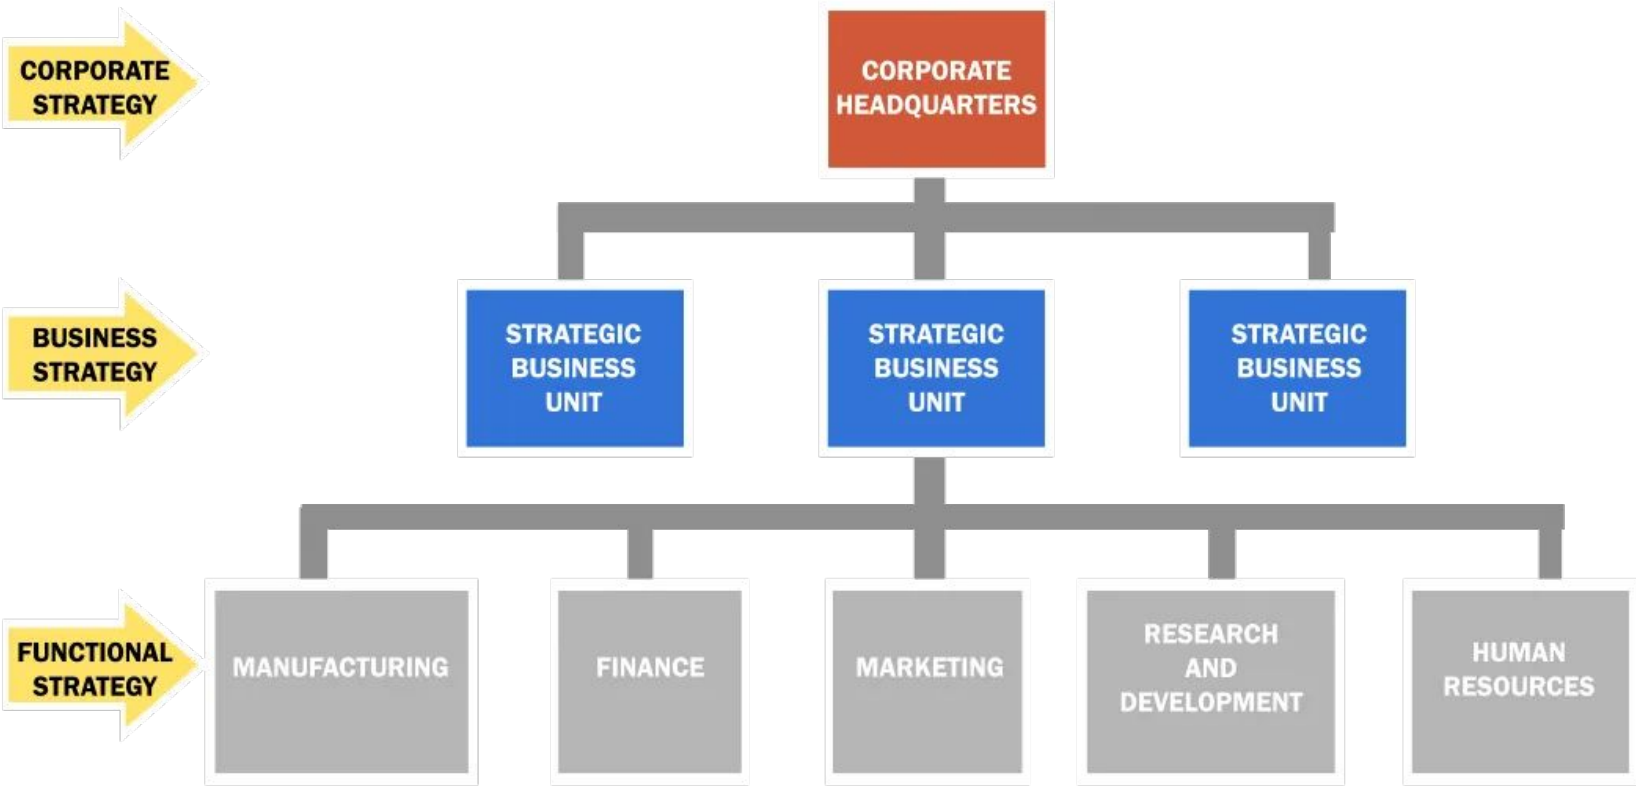 CORPORATE
STRATEGY
CORPORATE
HEADQUARTERS
BUSINESS
STRATEGY
STRATEGIC
BUSINESS
UNIT
STRATEGIC
BUSINESS
UNIT
STRATEGIC
BUSINESS
UNIT
FUNCTIONAL
STRATEGY
MANUFACTURING
FINANCE
MARKETING
RESEARCH
AND
DEVELOPMENT
HUMAN
RESOURCES